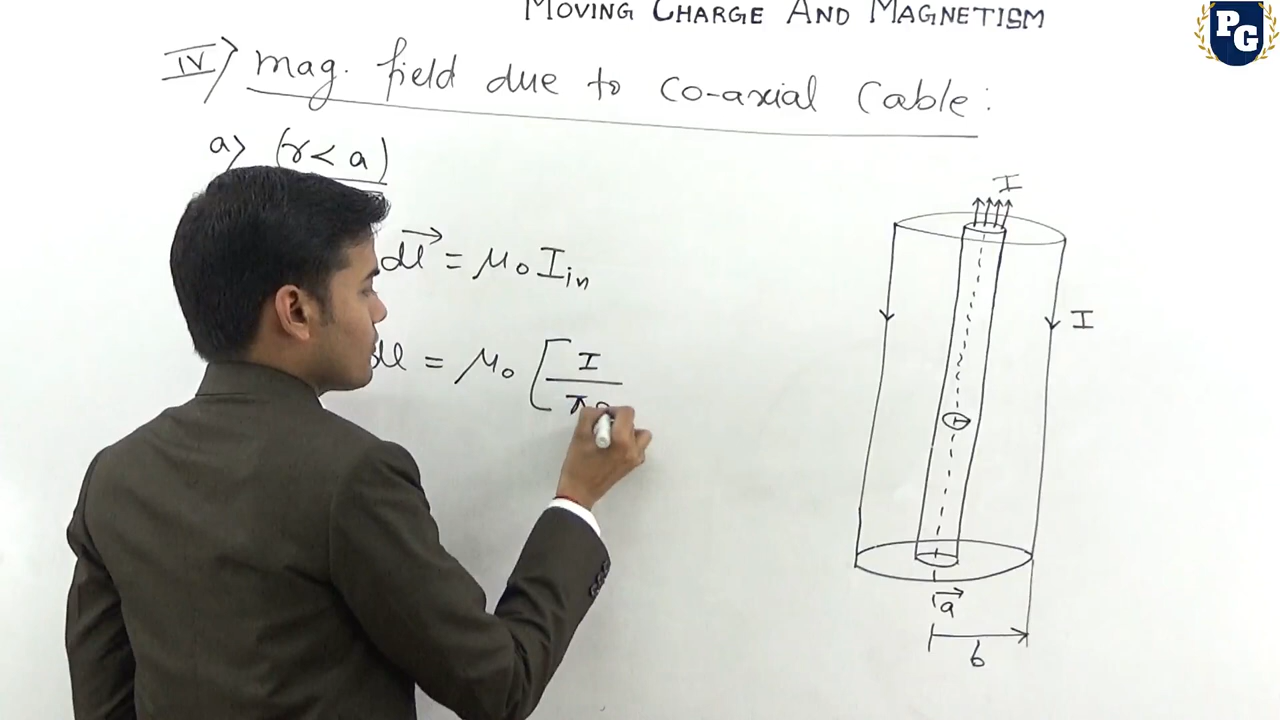 MOVING CHARGE AND MAGNETISM
PG
IV) mag. field due to co-axial cable:
a) (r < a)
dl = μ₀ I_in
dl = μ₀ [ I / π
I
I
a
b